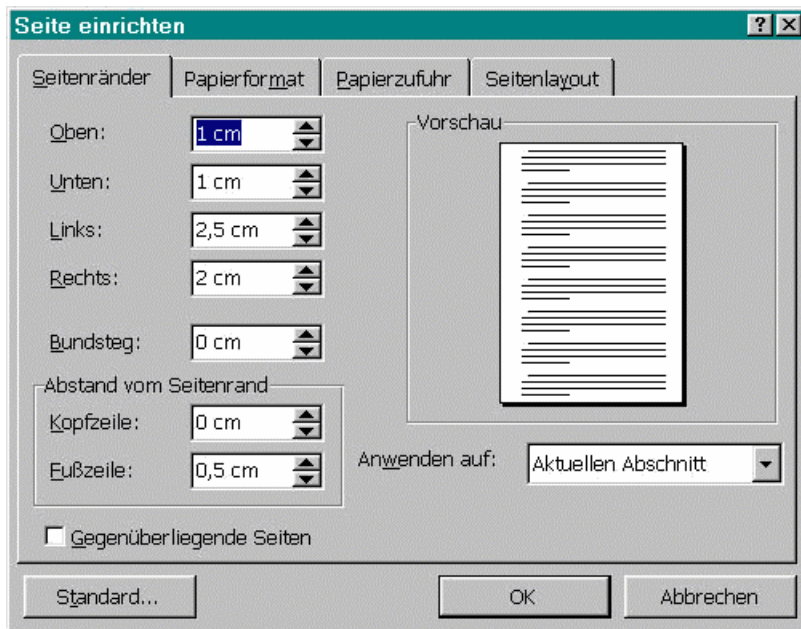 Seite einrichten
Seitenränder Papierformat Papierzufuhr Seitenlayout
Oben: 1 cm
Unten: 1 cm
Links: 2,5 cm
Rechts: 2 cm
Bundsteg: 0 cm
Abstand vom Seitenrand
Kopfzeile: 0 cm
Fußzeile: 0,5 cm
Vorschau
Anwenden auf: Aktuellen Abschnitt
Gegenüberliegende Seiten
Standard... OK Abbrechen